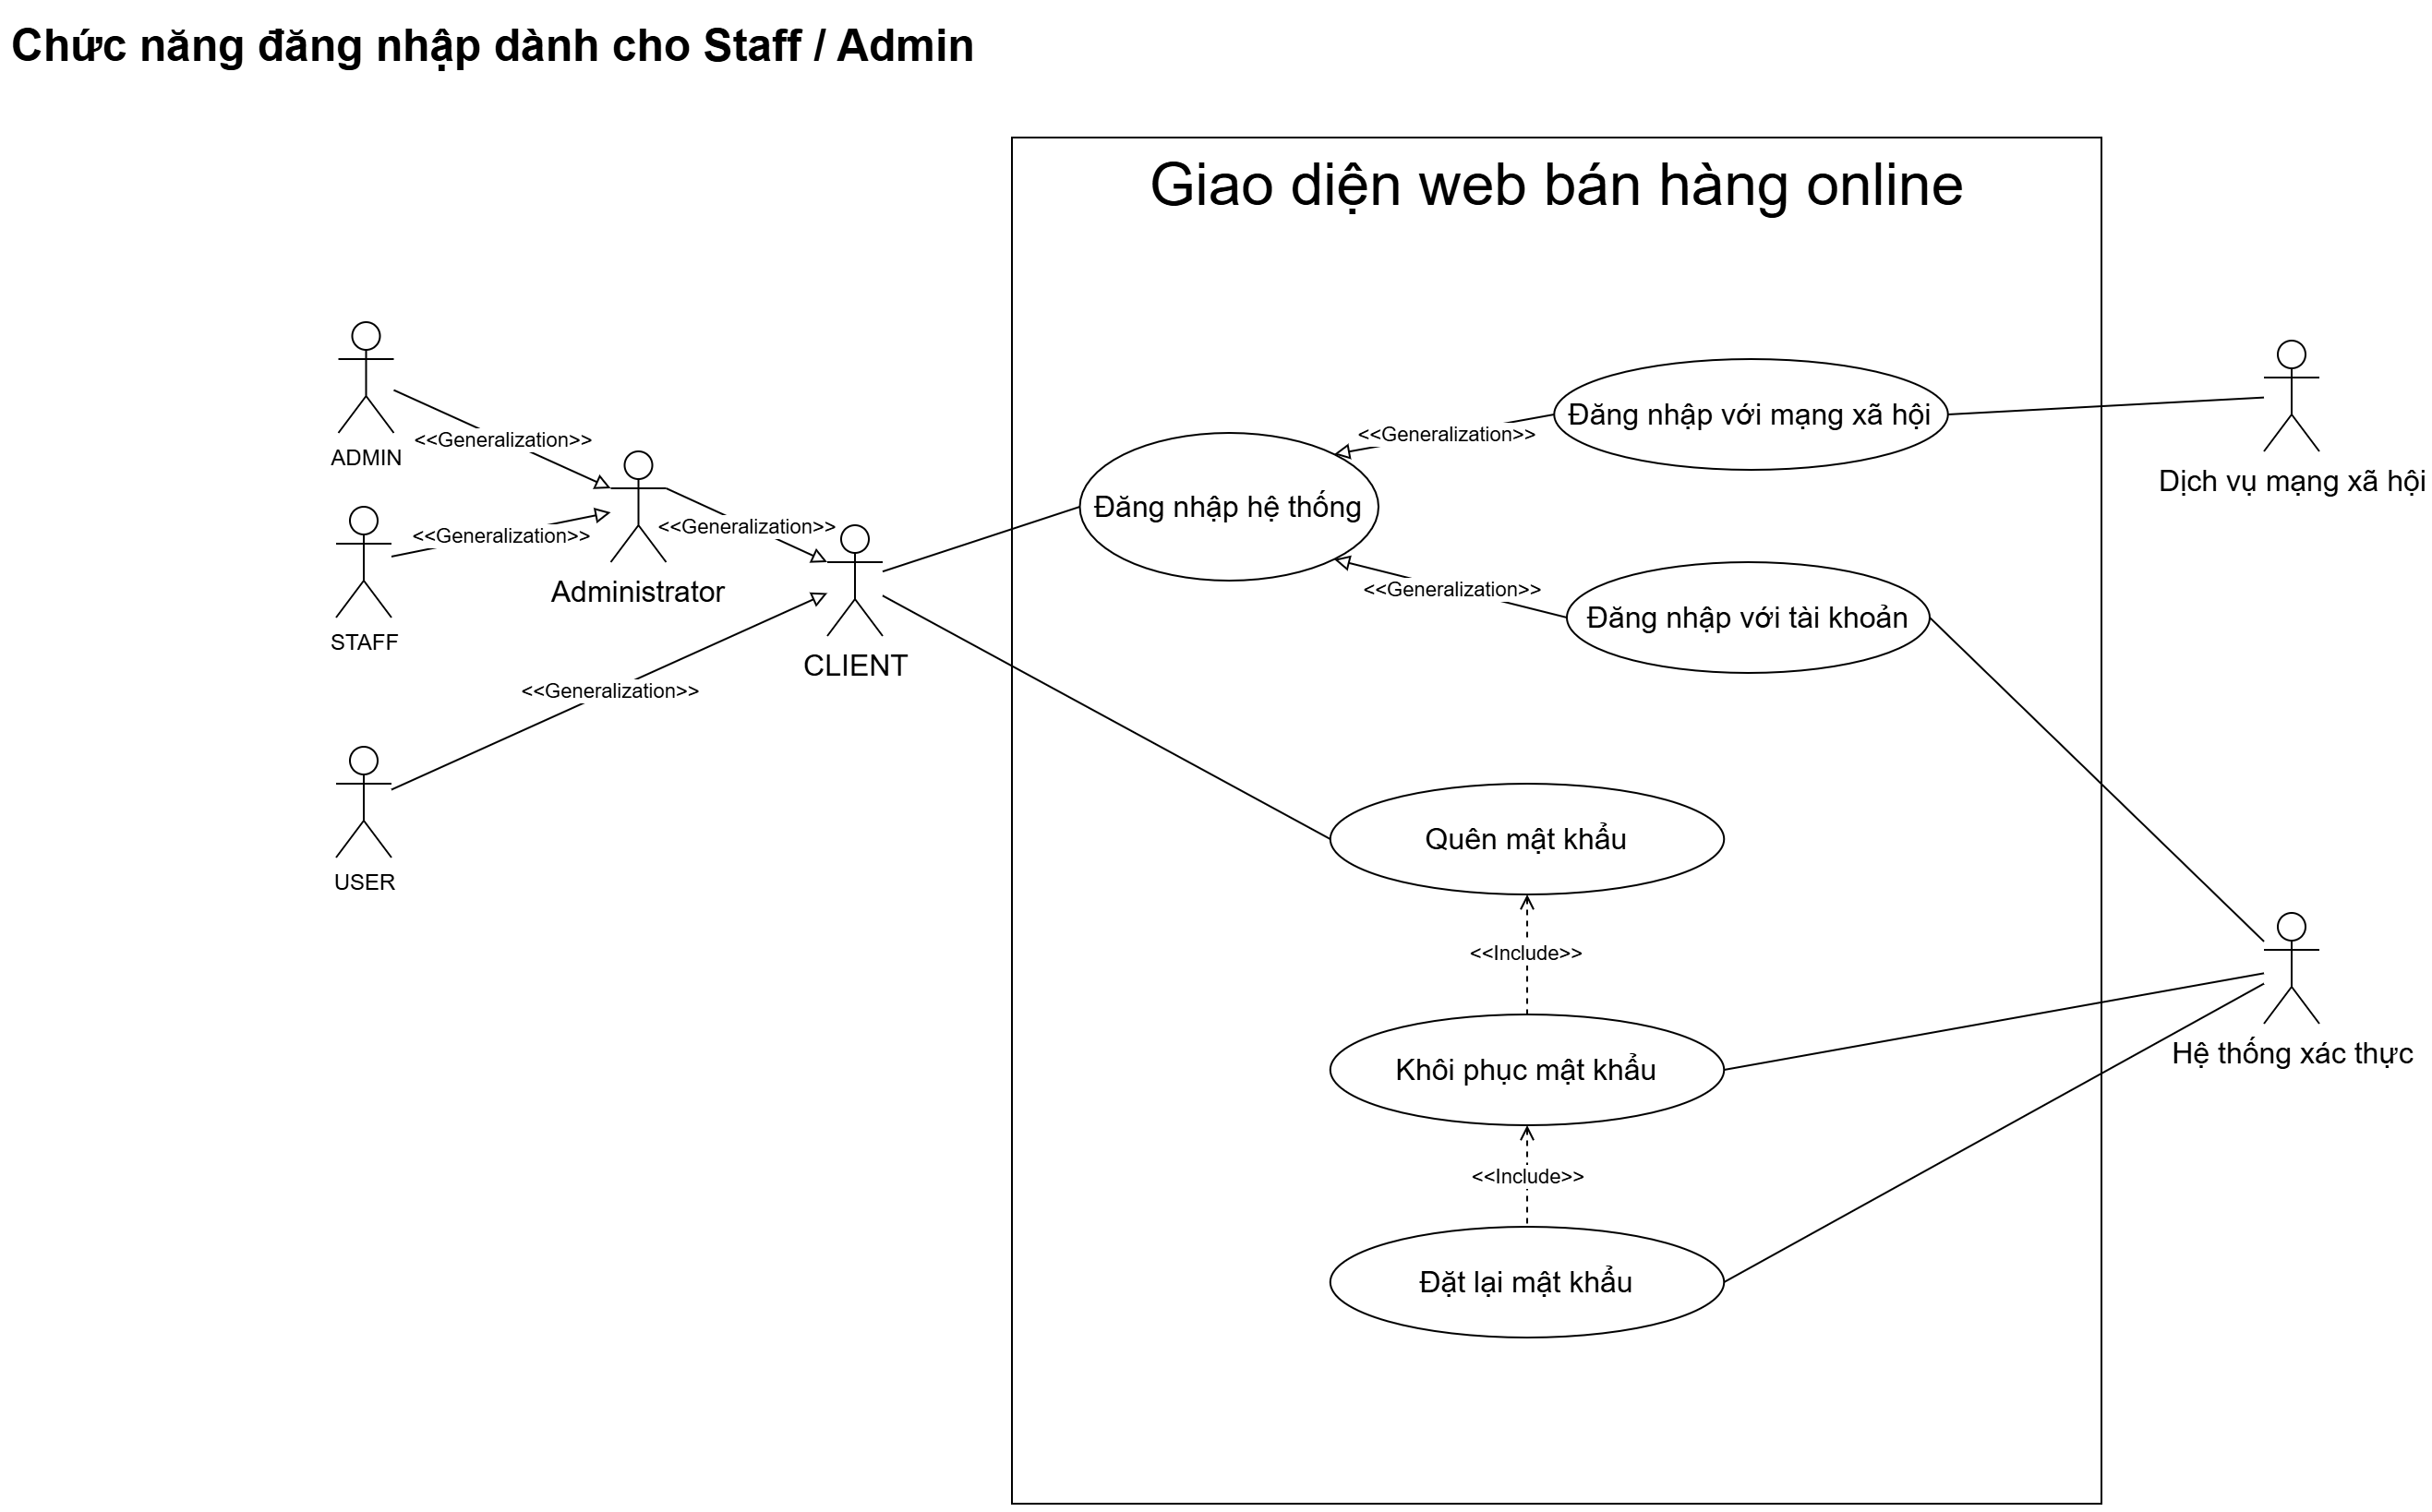 Chức năng đăng nhập dành cho Staff / Admin
Giao diện web bán hàng online
ADMIN
<<Generalization>>
STAFF
<<Generalization>>
Administrator
<<Generalization>>
CLIENT
USER
<<Generalization>>
Đăng nhập hệ thống
<<Generalization>>
Đăng nhập với mạng xã hội
Dịch vụ mạng xã hội
<<Generalization>>
Đăng nhập với tài khoản
Quên mật khẩu
<<Include>>
Khôi phục mật khẩu
Hệ thống xác thực
<<Include>>
Đặt lại mật khẩu